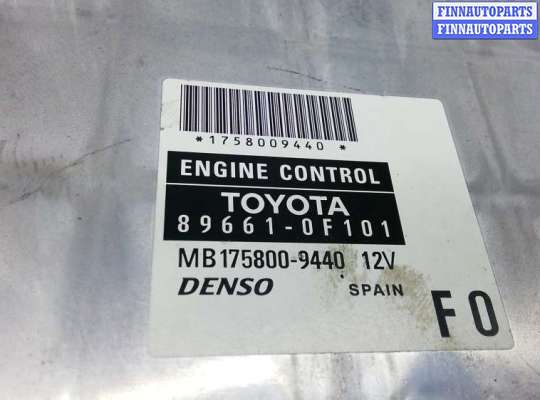 FINNAUTOPARTS
FINNAUTOPARTS
*1758009440*
ENGINE CONTROL
TOYOTA
89661-0F101
MB175800-9440 12V
DENSO SPAIN
F0